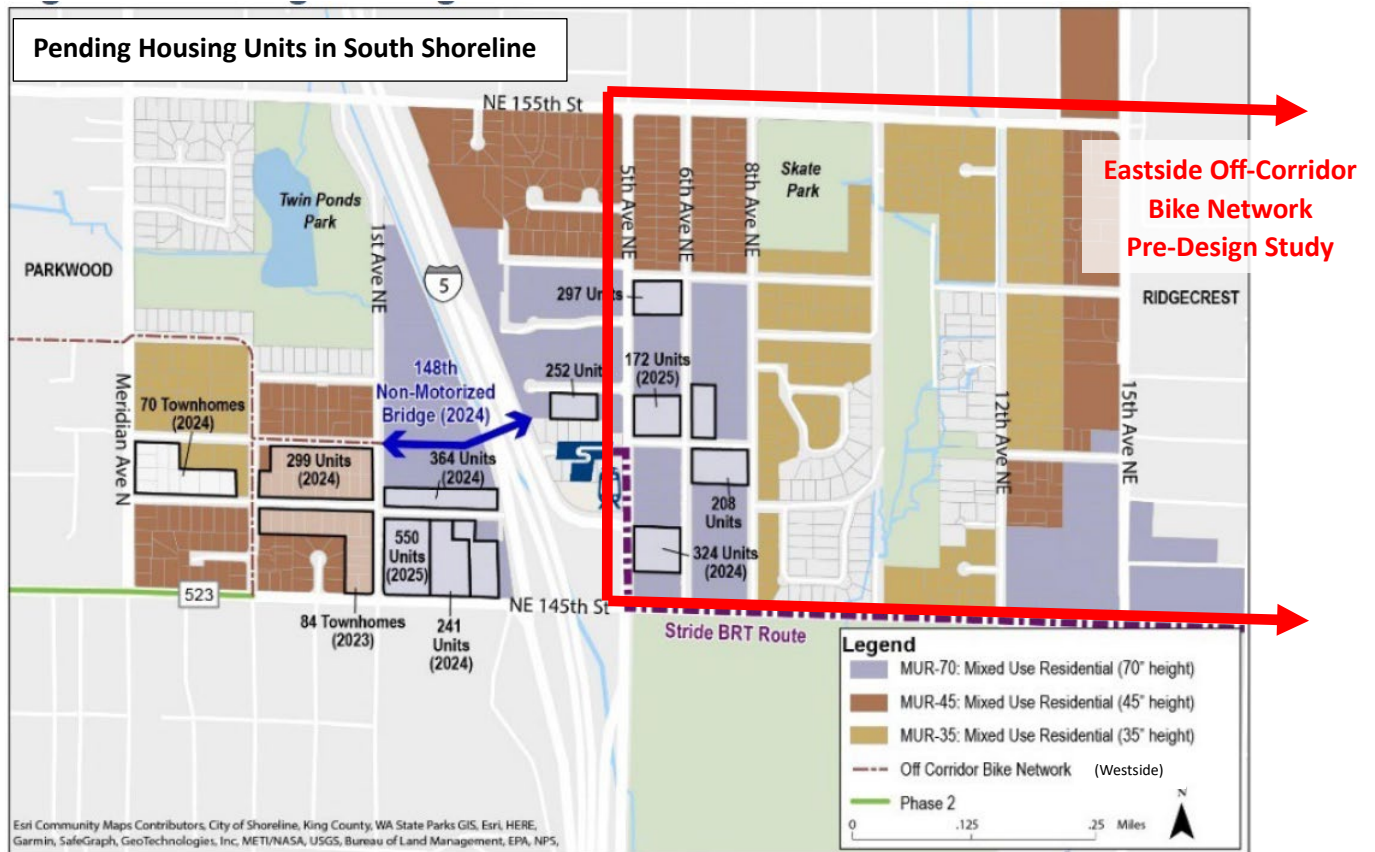 Pending Housing Units in South Shoreline
NE 155th St
Eastside Off-Corridor
Bike Network
Pre-Design Study
Twin Ponds
Park
Skate
Park
5th Ave NE
6th Ave NE
8th Ave NE
1st Ave NE
PARKWOOD
5
RIDGECREST
297 Units
148th
Non-Motorized
Bridge (2024)
252 Unit
172 Units
(2025)
Meridian Ave N
70 Townhomes
(2024)
12th Ave NE
15th Ave NE
299 Units
(2024)
364 Units
(2024)
208
Units
550
Units
(2025)
324 Units
(2024)
523
NE 145th St
84 Townhomes
(2023)
241
Units
(2024)
Stride BRT Route
Legend
MUR-70: Mixed Use Residential (70" height)
MUR-45: Mixed Use Residential (45" height)
MUR-35: Mixed Use Residential (35" height)
Off Corridor Bike Network (Westside)
Phase 2
N
0 .125 .25 Miles
Esri Community Maps Contributors, City of Shoreline, King County, WA State Parks GIS, Esri, HERE,
Garmin, SafeGraph, GeoTechnologies, Inc, METI/NASA, USGS, Bureau of Land Management, EPA, NPS,